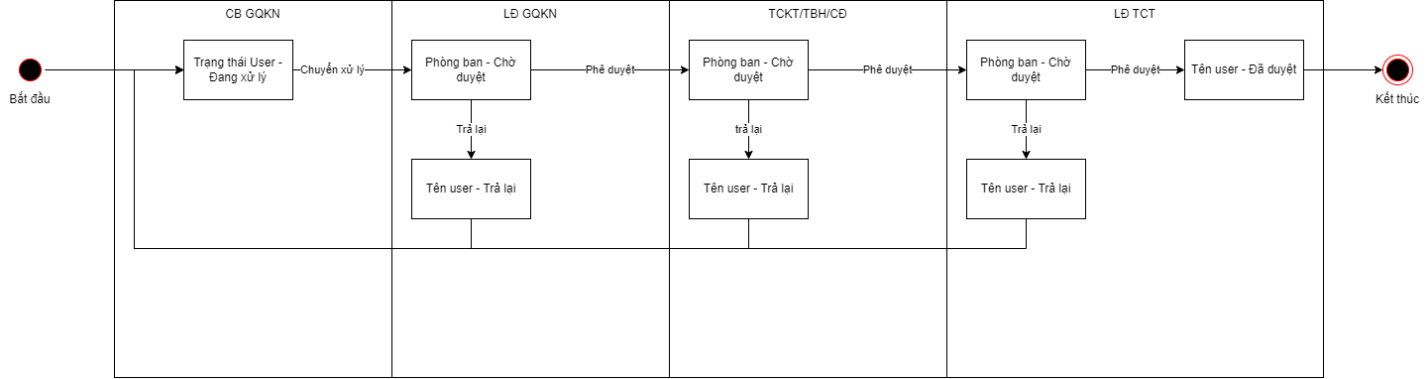 CB GQKN
LĐ GQKN
TCKT/TBH/CĐ
LĐ TCT
Bắt đầu
Trạng thái User -
Đang xử lý
Chuyển xử lý
Phòng ban - Chờ
duyệt
Phê duyệt
Phòng ban - Chờ
duyệt
Phê duyệt
Phòng ban - Chờ
duyệt
Phê duyệt
Tên user - Đã duyệt
Kết thúc
Trả lại
trả lại
Trả lại
Tên user - Trả lại
Tên user - Trả lại
Tên user - Trả lại